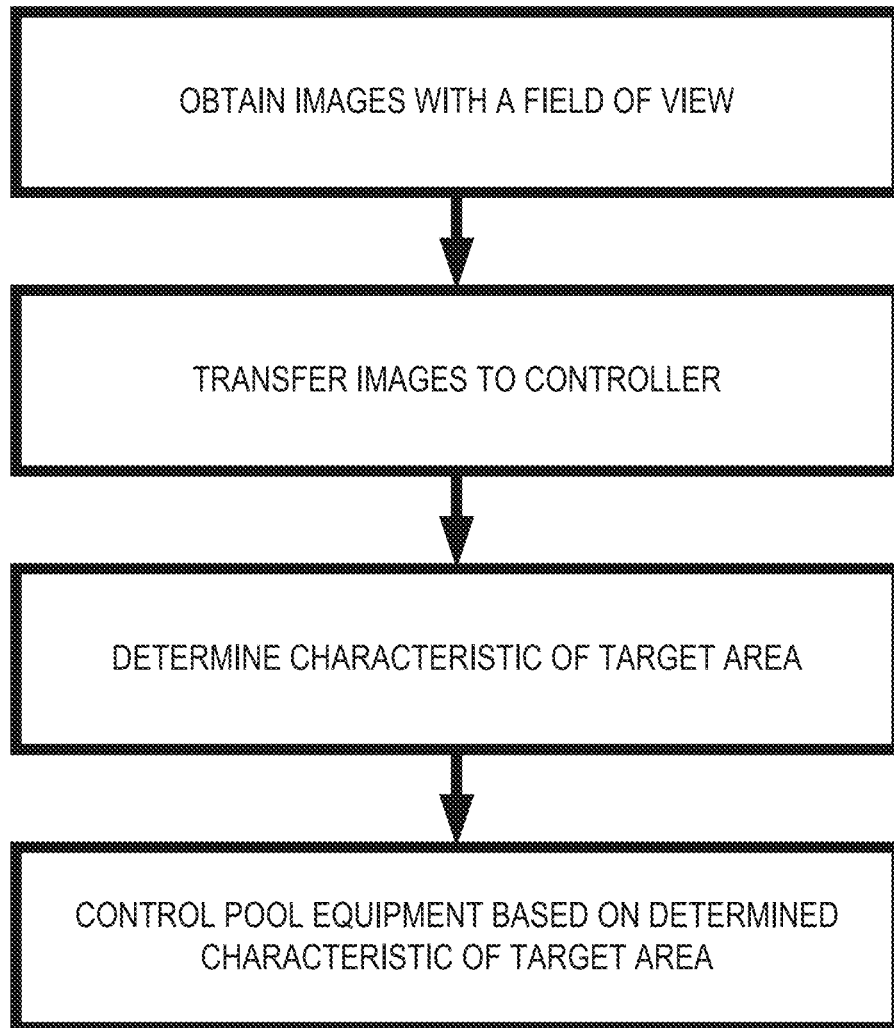 OBTAIN IMAGES WITH A FIELD OF VIEW
TRANSFER IMAGES TO CONTROLLER
DETERMINE CHARACTERISTIC OF TARGET AREA
CONTROL POOL EQUIPMENT BASED ON DETERMINED
CHARACTERISTIC OF TARGET AREA